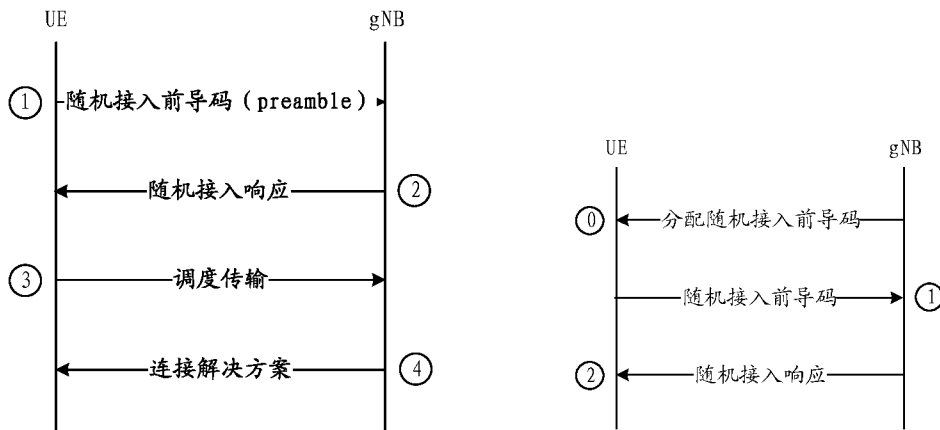 UE gNB
① 随机接入前导码（preamble）
随机接入响应 ②
③ 调度传输
连接解决方案 ④
UE gNB
⓪ 分配随机接入前导码
随机接入前导码 ①
② 随机接入响应